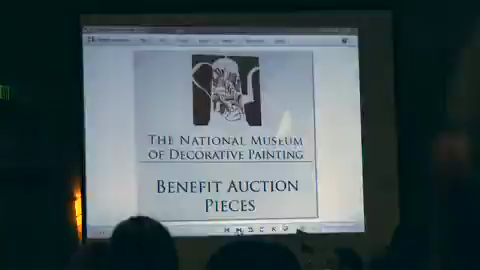 THE NATIONAL MUSEUM
OF DECORATIVE PAINTING
BENEFIT AUCTION
PIECES